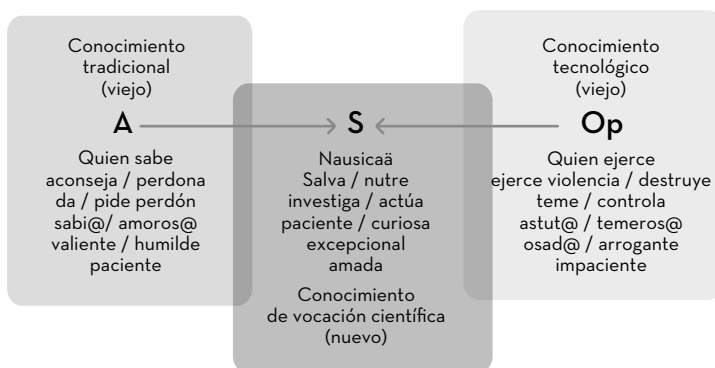 Conocimiento
tradicional
(viejo)
A
Quien sabe
aconseja / perdona
da / pide perdón
sabi@/ amoros@
valiente / humilde
paciente
S
Nausicaä
Salva / nutre
investiga / actúa
paciente / curiosa
excepcional
amada
Conocimiento
de vocación científica
(nuevo)
Conocimiento
tecnológico
(viejo)
Op
Quien ejerce
ejerce violencia / destruye
teme / controla
astut@ / temeros@
osad@ / arrogante
impaciente